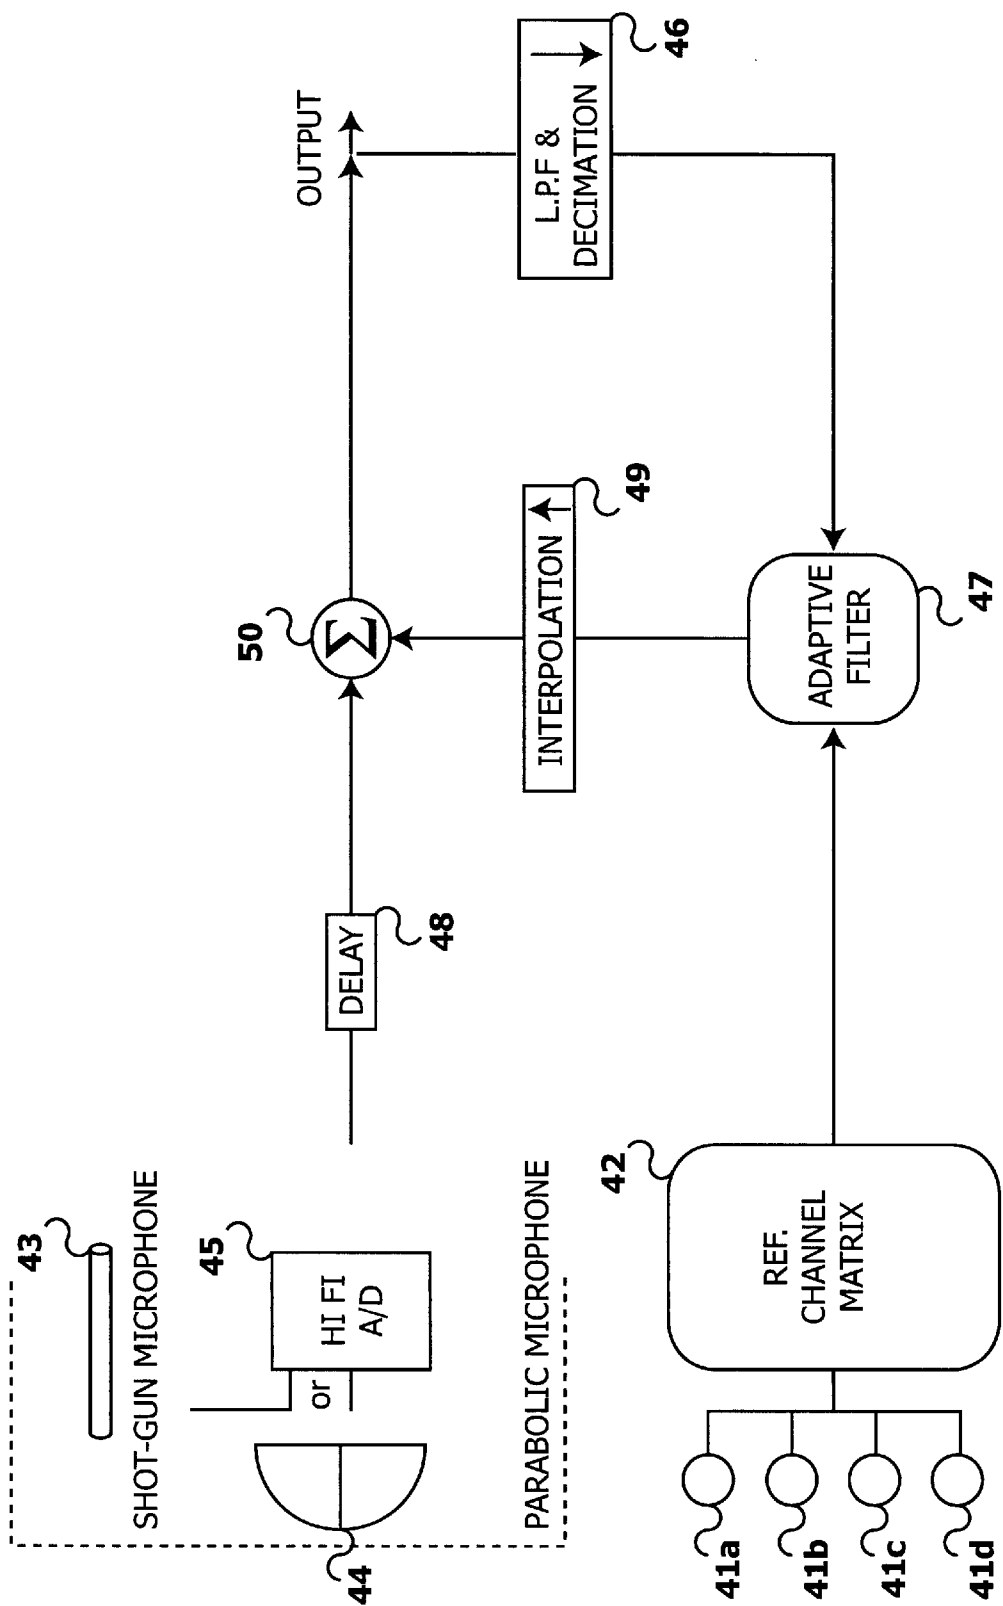 43
SHOT-GUN MICROPHONE
45
HI FI
A/D
or
44
PARABOLIC MICROPHONE
DELAY
48
50
Σ
OUTPUT
INTERPOLATION
49
L.P.F &
DECIMATION
46
41a
41b
41c
41d
42
REF.
CHANNEL
MATRIX
ADAPTIVE
FILTER
47